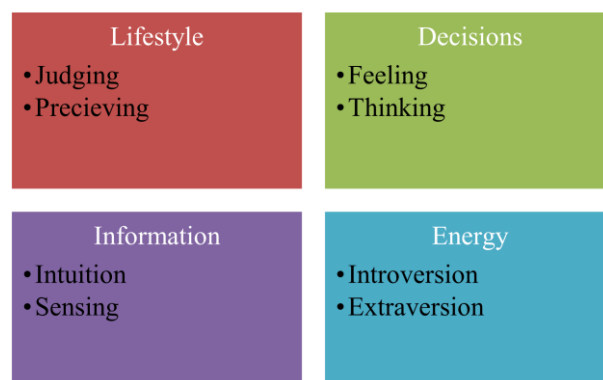 Lifestyle
• Judging
• Precieving
Decisions
• Feeling
• Thinking
Information
• Intuition
• Sensing
Energy
• Introversion
• Extraversion